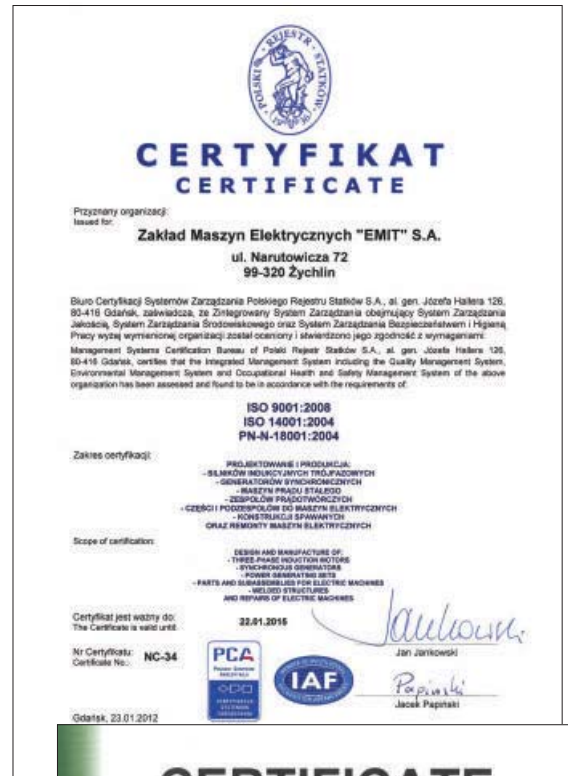 POLSKI REJESTR STATKÓW
1936
CERTYFIKAT
CERTIFICATE
Przyznany organizacji:
Issued for:
Zakład Maszyn Elektrycznych "EMIT" S.A.
ul. Narutowicza 72
99-320 Żychlin
Biuro Certyfikacji Systemów Zarządzania Polskiego Rejestru Statków S.A., al. gen. Józefa Hallera 126,
80-416 Gdańsk, zaświadcza, że Zintegrowany System Zarządzania obejmujący System Zarządzania
Jakością, System Zarządzania Środowiskowego oraz System Zarządzania Bezpieczeństwem i Higieną
Pracy wyżej wymienionej organizacji został oceniony i stwierdzono jego zgodność z wymaganiami:
Management Systems Certification Bureau of Polski Rejestr Statków S.A., al. gen. Józefa Hallera 126,
80-416 Gdańsk, certifies that the Integrated Management System including the Quality Management System,
Environmental Management System and Occupational Health and Safety Management System of the above
organization has been assessed and found to be in accordance with the requirements of:
ISO 9001:2008
ISO 14001:2004
PN-N-18001:2004
Zakres certyfikacji:
PROJEKTOWANIE I PRODUKCJA:
- SILNIKÓW INDUKCYJNYCH TRÓJFAZOWYCH
- GENERATORÓW SYNCHRONICZNYCH
- MASZYN PRĄDU STAŁEGO
- ZESPOŁÓW PRĄDOTWÓRCZYCH
- CZĘŚCI I PODZESPOŁÓW DO MASZYN ELEKTRYCZNYCH
- KONSTRUKCJI SPAWANYCH
ORAZ REMONTY MASZYN ELEKTRYCZNYCH
Scope of certification:
DESIGN AND MANUFACTURE OF:
- THREE-PHASE INDUCTION MOTORS
- SYNCHRONOUS GENERATORS
- POWER GENERATING SETS
- PARTS AND SUBASSEMBLIES FOR ELECTRIC MACHINES
- WELDED STRUCTURES
AND REPAIRS OF ELECTRIC MACHINES
Certyfikat jest ważny do:
The Certificate is valid until:
22.01.2015
Jankowski
Jan Jankowski
Nr Certyfikatu:
Certificate No.:
NC-34
PCA
IAF
Papiński
Jacek Papiński
Gdańsk, 23.01.2012
CERTIFICATE